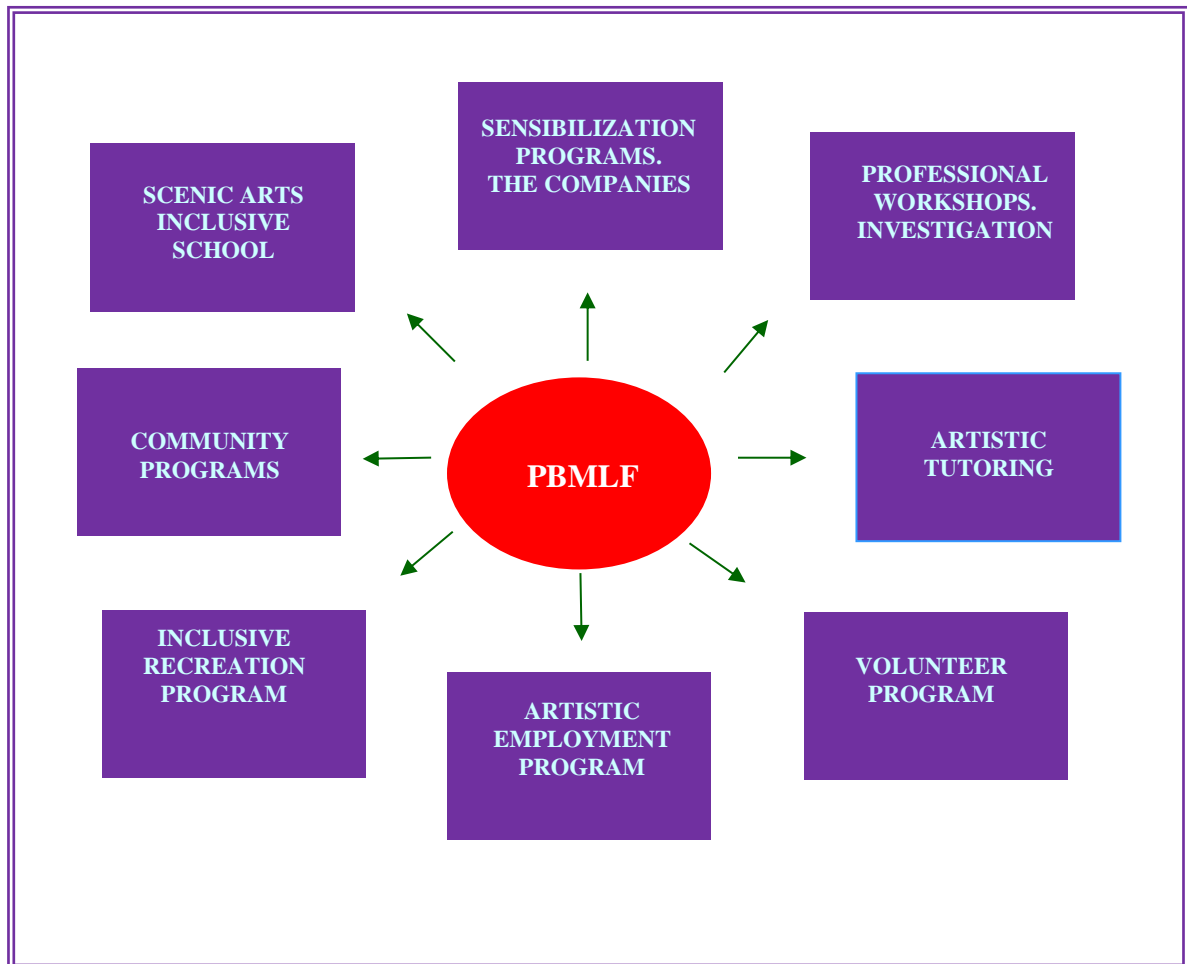 SENSIBILIZATION
PROGRAMS.
THE COMPANIES
SCENIC ARTS
INCLUSIVE
SCHOOL
PROFESSIONAL
WORKSHOPS.
INVESTIGATION
COMMUNITY
PROGRAMS
PBMLF
ARTISTIC
TUTORING
INCLUSIVE
RECREATION
PROGRAM
ARTISTIC
EMPLOYMENT
PROGRAM
VOLUNTEER
PROGRAM